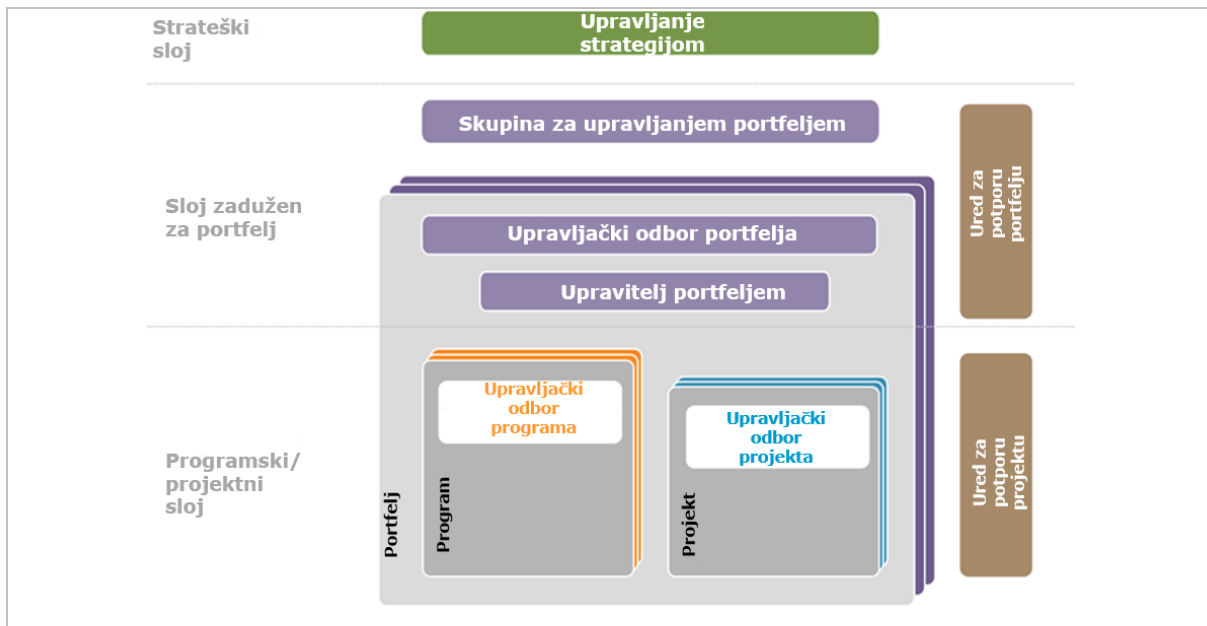 Strateški
sloj
Upravljanje
strategijom
Skupina za upravljanjem portfeljem
Sloj zadužen
za portfelj
Upravljački odbor portfelja
Upravitelj portfeljem
Ured za
potporu
portfelju
Programski/
projektni
sloj
Portfelj
Program
Upravljački
odbor
programa
Projekt
Upravljački
odbor
projekta
Ured za
potporu
projektu